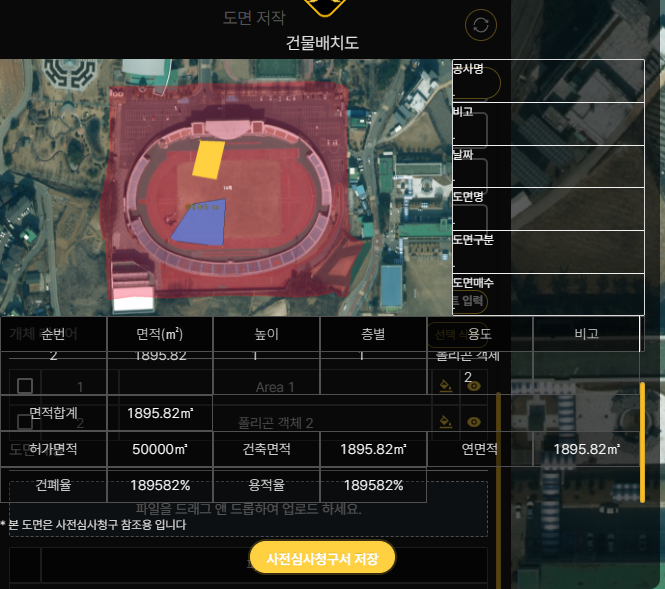 도면 저작
건물배치도
공사명
-
비고
-
날짜
-
도면명
-
도면구분
-
도면매수
-
트 입력
개체
어
선택
순번 면적(㎡) 높이 층별 용도 비고
2 1895.82 1 1 폴리곤 객체 2
1 Area 1
2 폴리곤 객체 2
면적합계 1895.82㎡
도면
허가면적 50000㎡ 건축면적 1895.82㎡ 연면적 1895.82㎡
건폐율 189582% 용적율 189582%
파일을 드래그 앤 드롭하여 업로드 하세요.
* 본 도면은 사전심사청구 참조용 입니다
사전심사청구서 저장